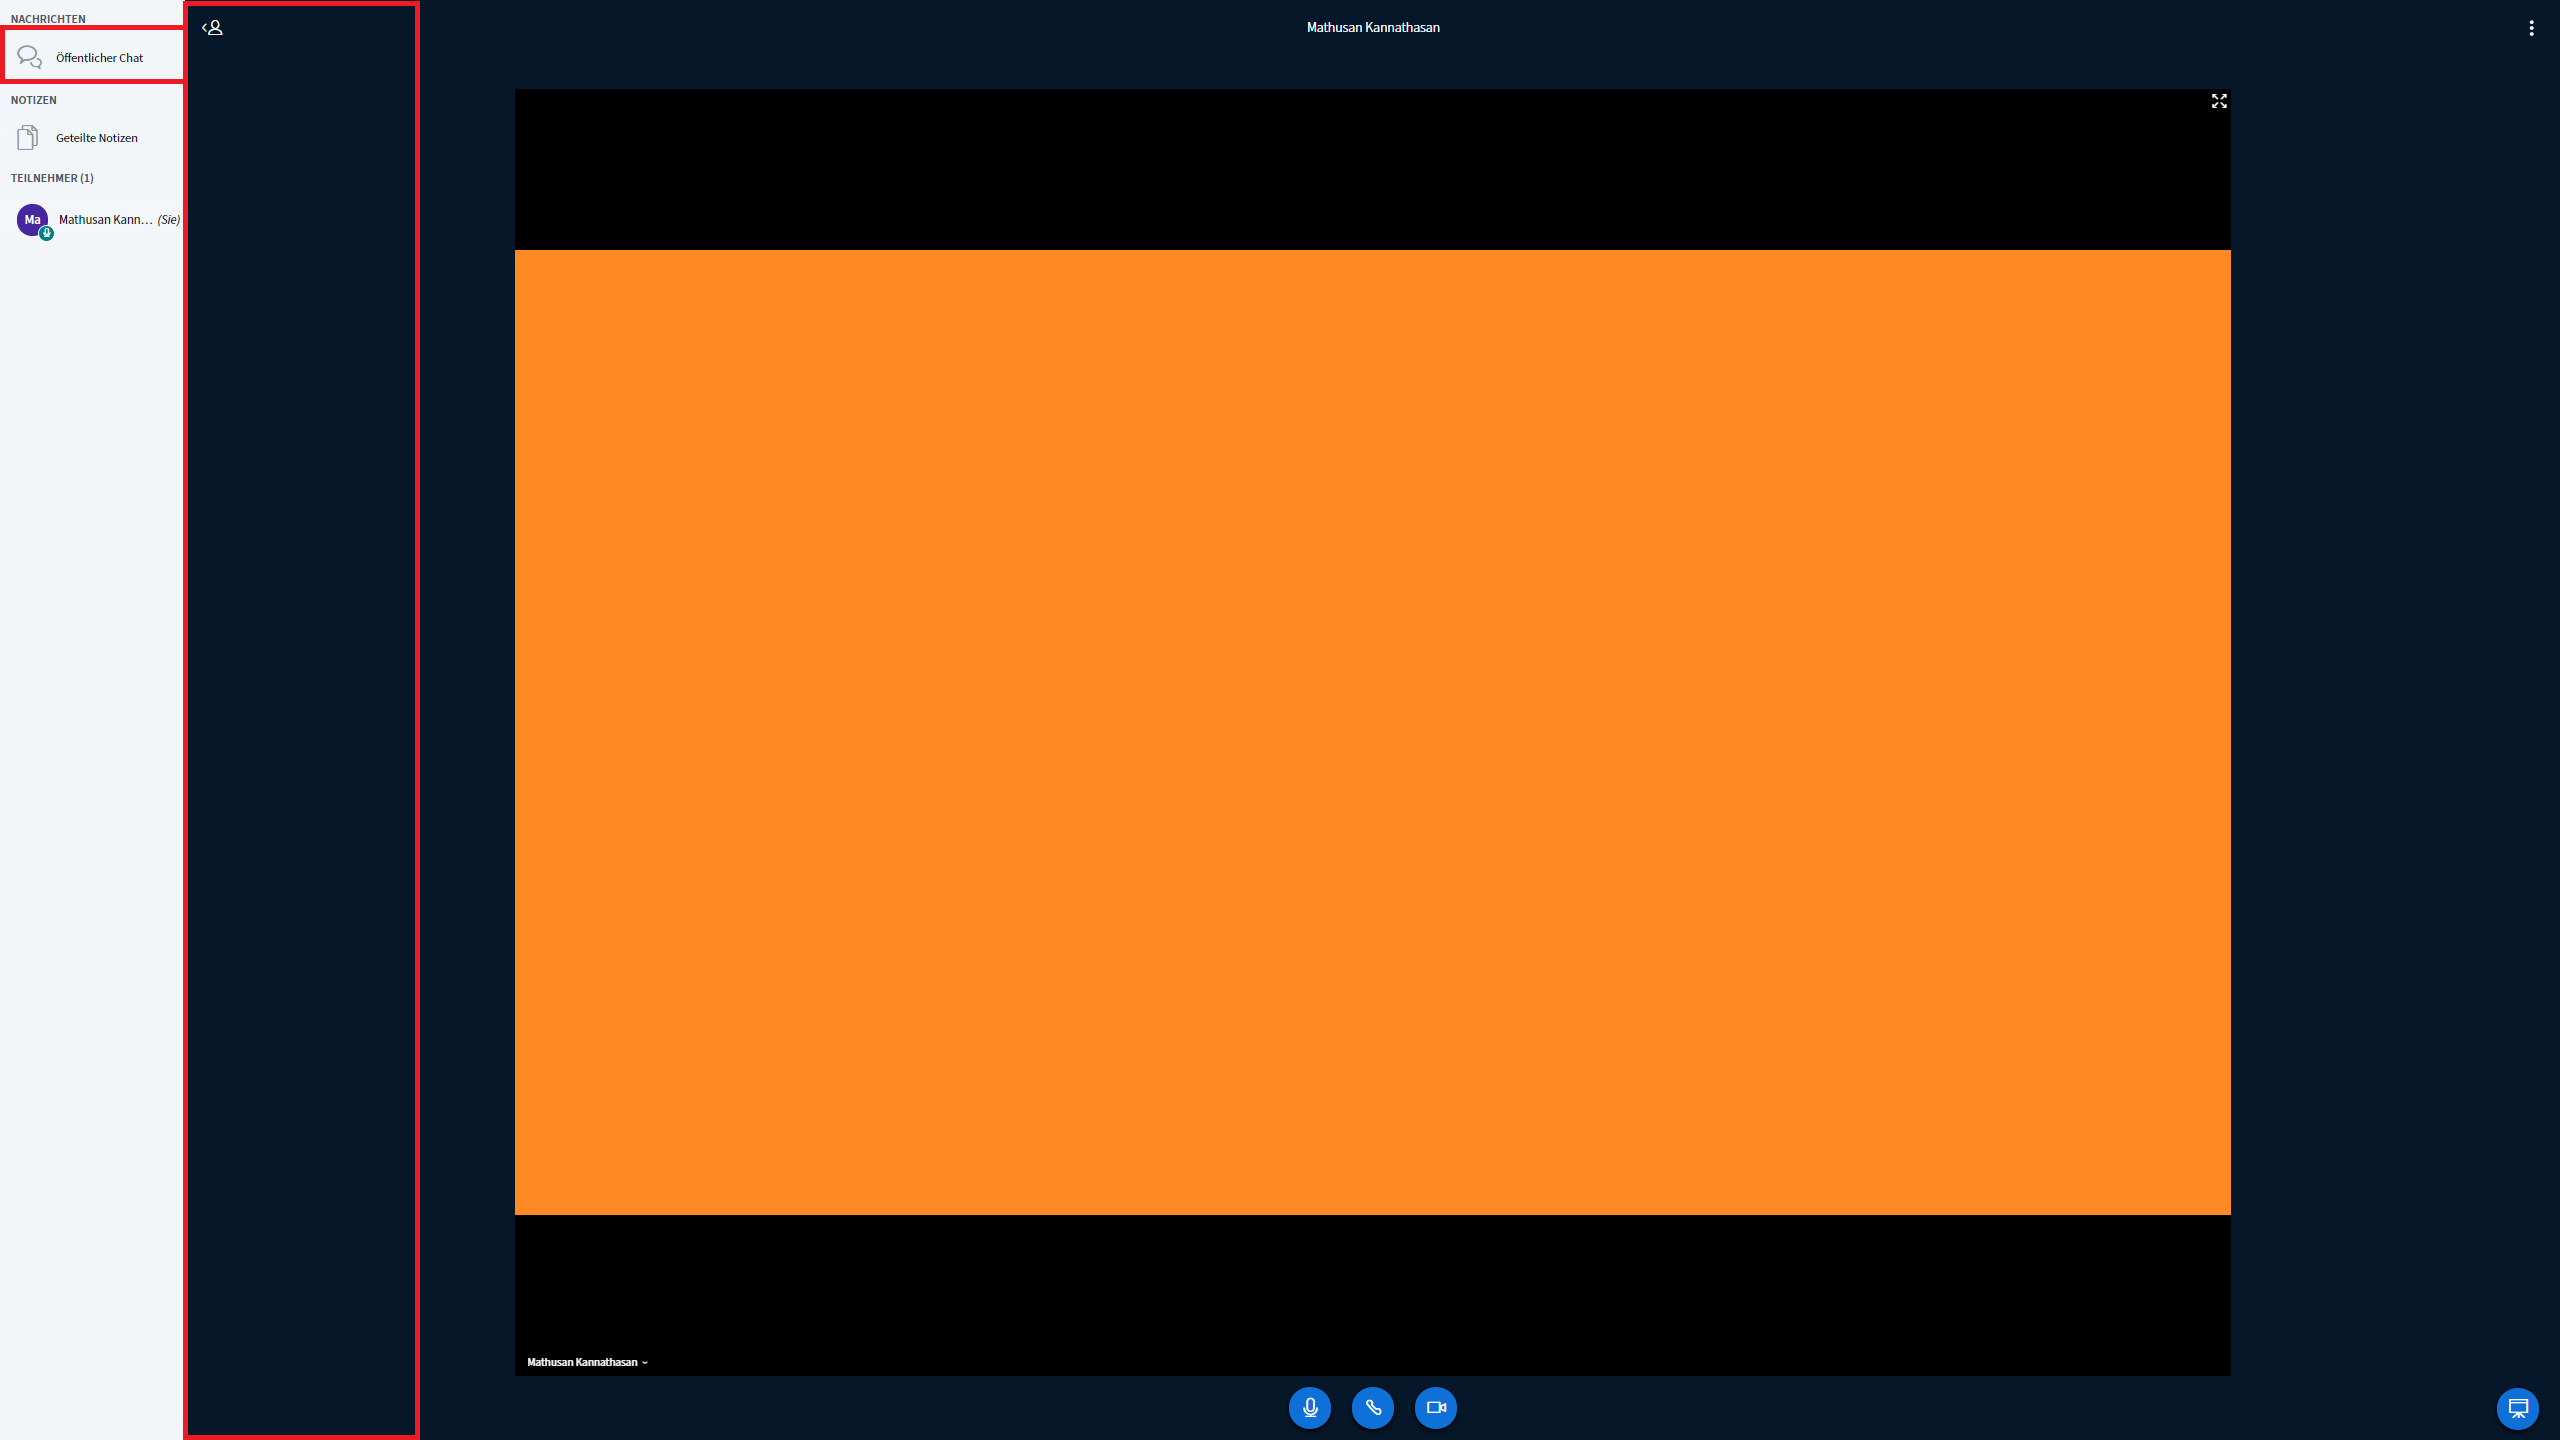 NACHRICHTEN
Öffentlicher Chat
NOTIZEN
Geteilte Notizen
TEILNEHMER (1)
Ma
Mathusan Kann... (Sie)
Mathusan Kannathasan
Mathusan Kannathasan